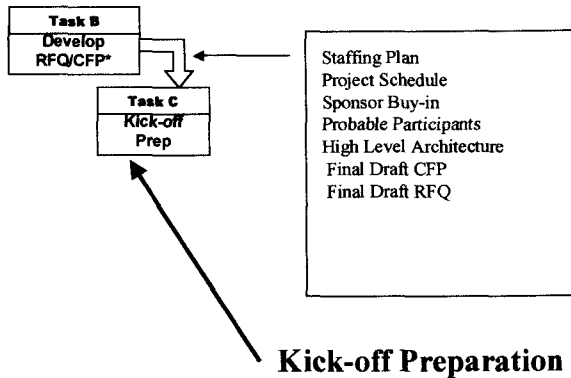 Task B
Develop
RFQ/CFP*
Task C
Kick-off
Prep
Staffing Plan
Project Schedule
Sponsor Buy-in
Probable Participants
High Level Architecture
Final Draft CFP
Final Draft RFQ
Kick-off Preparation